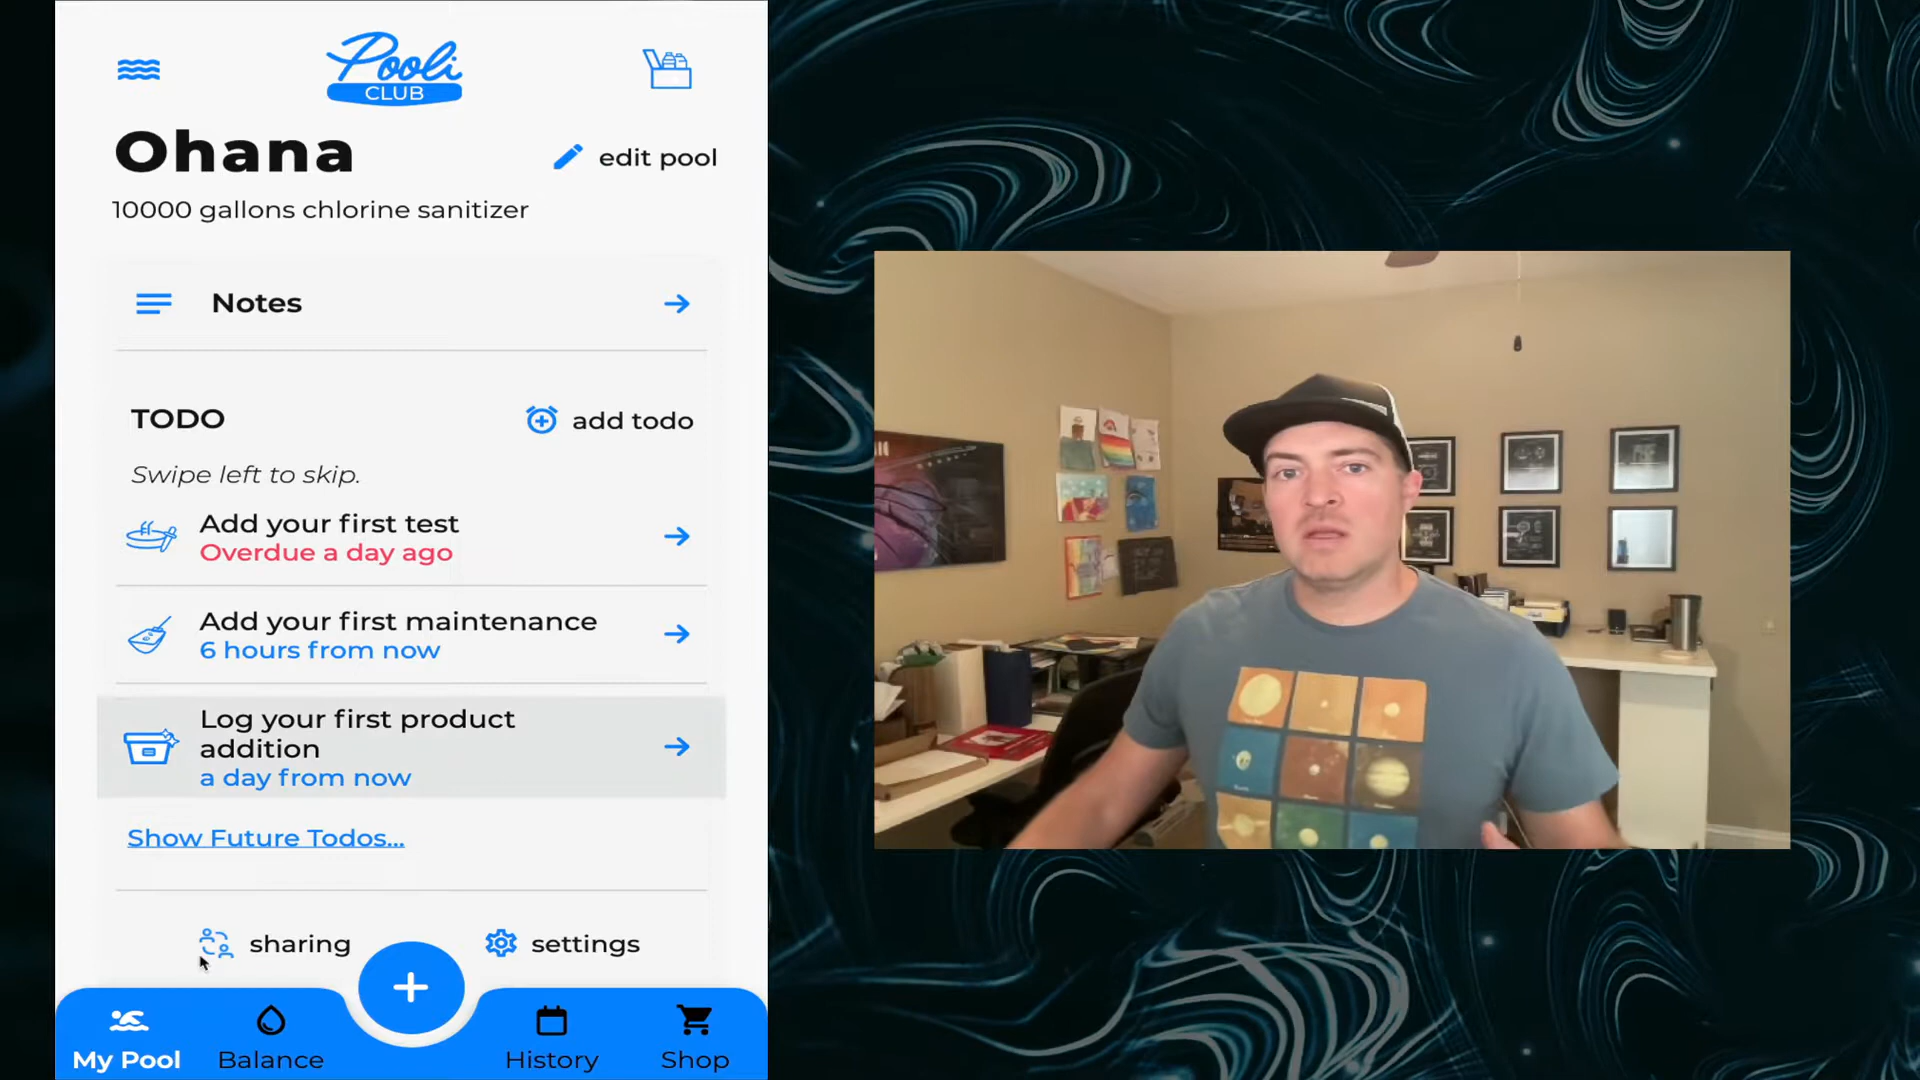 Pooli
CLUB
Ohana
edit pool
10000 gallons chlorine sanitizer
Notes
TODO
add todo
Swipe left to skip.
Add your first test
Overdue a day ago
Add your first maintenance
6 hours from now
Log your first product
addition
a day from now
Show Future Todos...
sharing
settings
+
My Pool
Balance
History
Shop